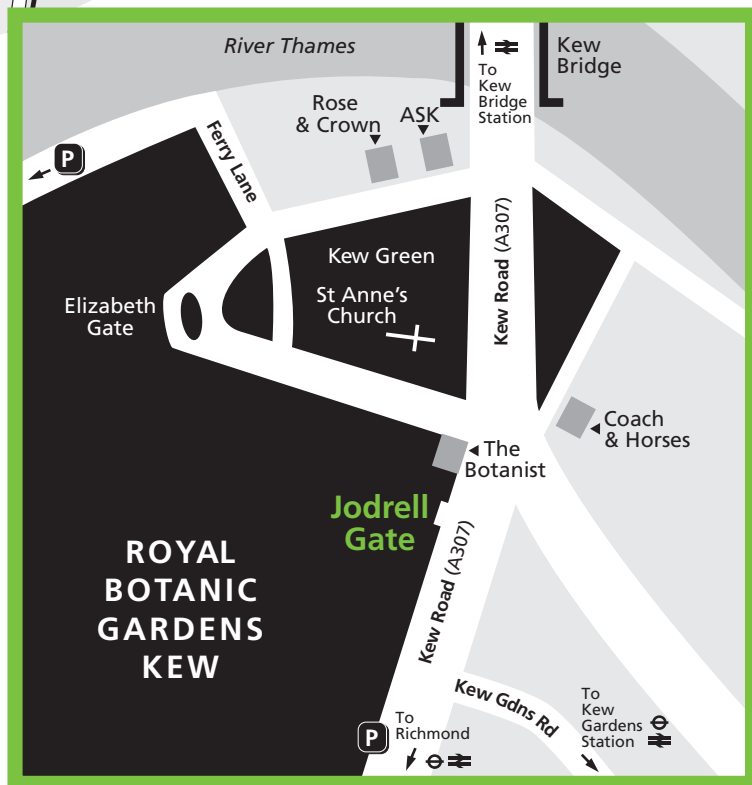 River Thames
To
Kew
Bridge
Station
Kew
Bridge
Rose
& Crown
ASK
P
Ferry Lane
Kew Green
Kew Road (A307)
St Anne's
Church
Elizabeth
Gate
Coach
& Horses
The
Botanist
Jodrell
Gate
ROYAL
BOTANIC
GARDENS
KEW
Kew Road (A307)
Kew Gdns Rd
To
Kew
Gardens
Station
P
To
Richmond